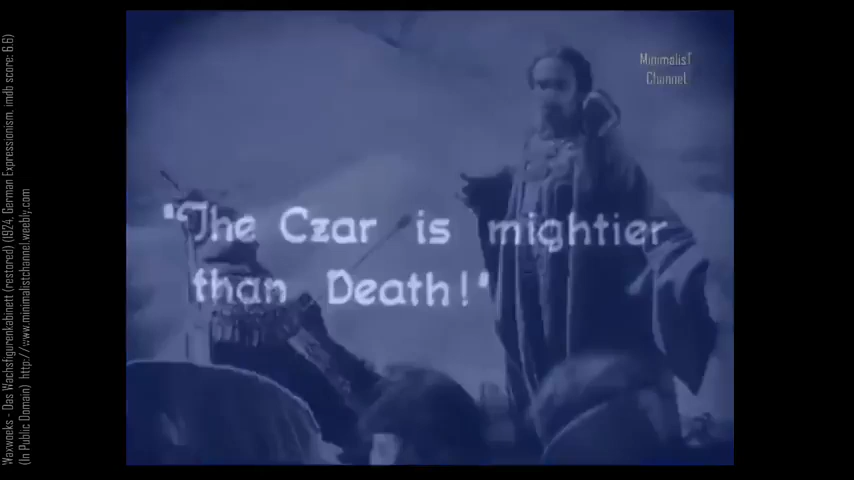 Waxwoeks - Das Wachsfigurenkabinett (restored) (1924, German Expressionism, imdb score: 6.6)
(In Public Domain) http://www.minimalistchannel.weebly.com
MinimalisT
Channel
"The Czar is mightier
than Death!"